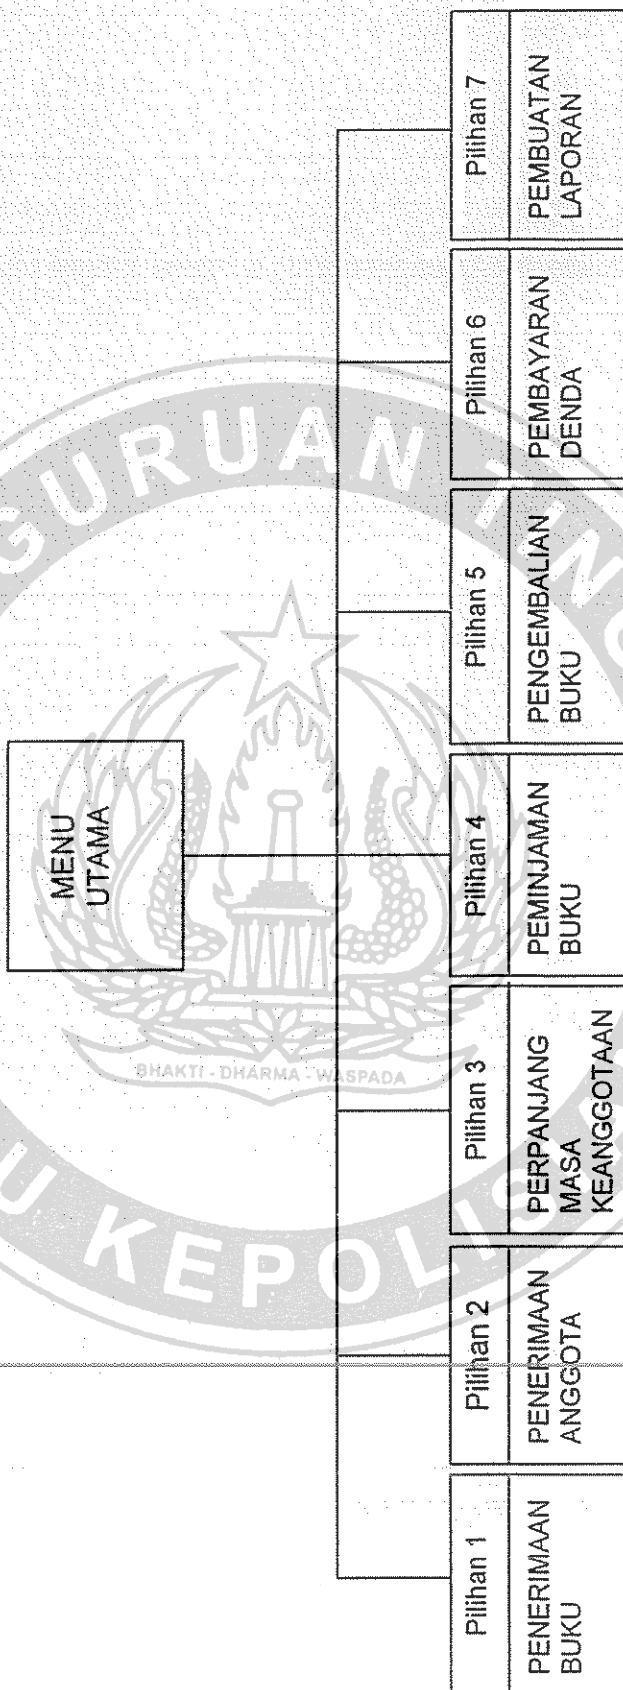 MENU
UTAMA
Pilihan 1
PENERIMAAN
BUKU
Pilihan 2
PENERIMAAN
ANGGOTA
Pilihan 3
PERPANJANG
MASA
KEANGGOTAAN
Pilihan 4
PEMINJAMAN
BUKU
Pilihan 5
PENGEMBALIAN
BUKU
Pilihan 6
PEMBAYARAN
DENDA
Pilihan 7
PEMBUATAN
LAPORAN
BHAKTI - DHARMA - WASPADA